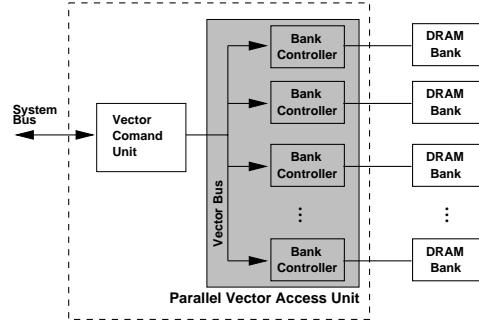 System
Bus
Vector
Comand
Unit
Vector Bus
Bank
Controller
DRAM
Bank
Bank
Controller
DRAM
Bank
Bank
Controller
DRAM
Bank
...
...
Bank
Controller
DRAM
Bank
Parallel Vector Access Unit